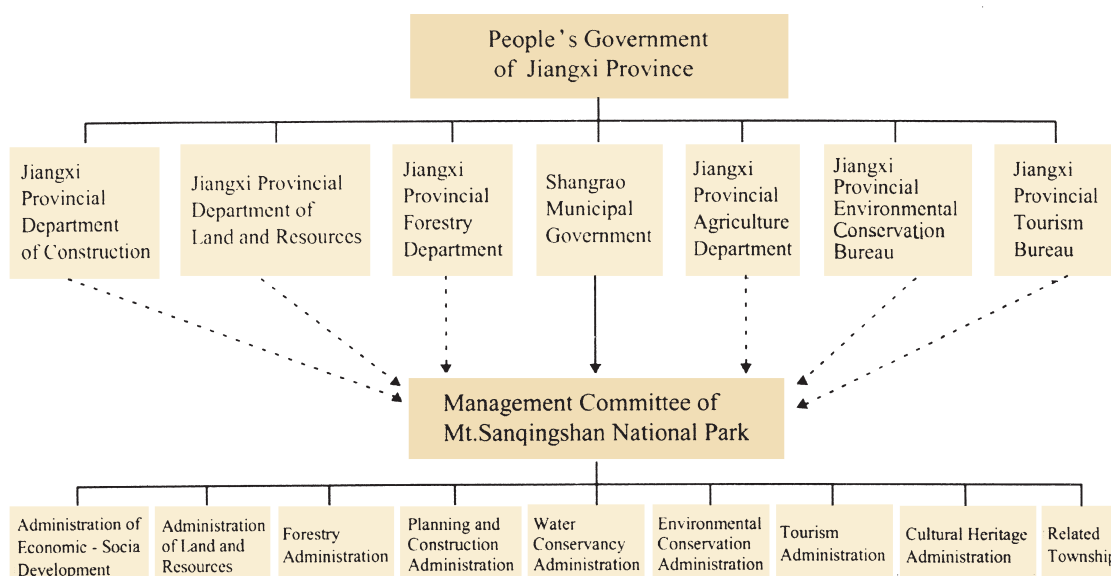 People's Government
of Jiangxi Province
Jiangxi
Provincial
Department
of Construction
Jiangxi Provincial
Department of
Land and Resources
Jiangxi
Provincial
Forestry
Department
Shangrao
Municipal
Government
Jiangxi
Provincial
Agriculture
Department
Jiangxi
Provincial
Environmental
Conservation
Bureau
Jiangxi
Provincial
Tourism
Bureau
Management Committee of
Mt.Sanqingshan National Park
Administration of
Economic - Socia
Development
Administration
of Land and
Resources
Forestry
Administration
Planning and
Construction
Administration
Water
Conservancy
Administration
Environmental
Conservation
Administration
Tourism
Administration
Cultural Heritage
Administration
Related
Township